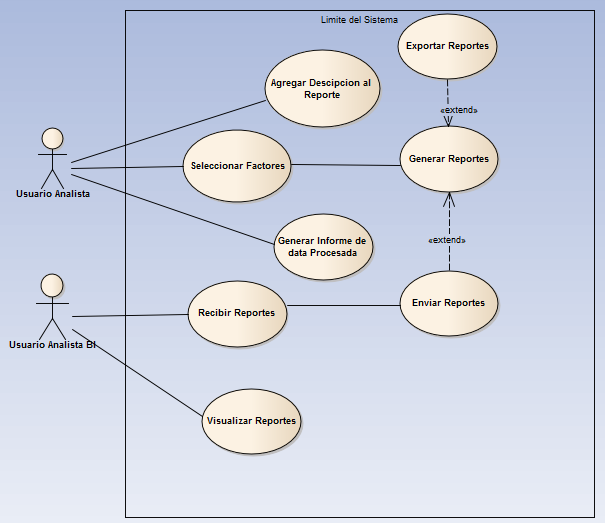 Limite del Sistema
Exportar Reportes
Agregar Descipcion al
Reporte
«extend»
Seleccionar Factores
Generar Reportes
Usuario Analista
Generar Informe de
data Procesada
«extend»
Recibir Reportes
Enviar Reportes
Usuario Analista BI
Visualizar Reportes